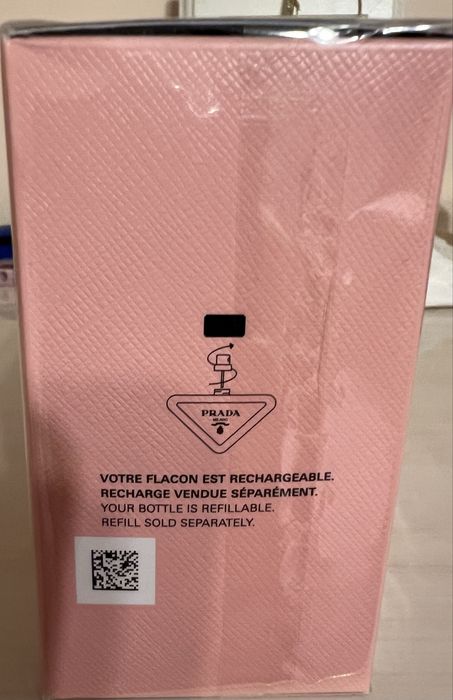 PRADA
MILANO
VOTRE FLACON EST RECHARGEABLE.
RECHARGE VENDUE SÉPARÉMENT.
YOUR BOTTLE IS REFILLABLE.
REFILL SOLD SEPARATELY.